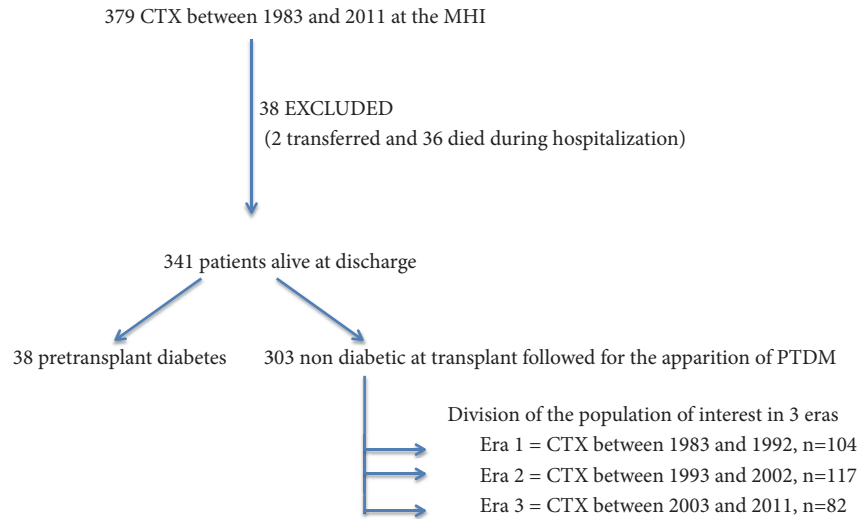 379 CTX between 1983 and 2011 at the MHI
38 EXCLUDED
(2 transferred and 36 died during hospitalization)
341 patients alive at discharge
38 pretransplant diabetes
303 non diabetic at transplant followed for the apparition of PTDM
Division of the population of interest in 3 eras
Era 1 = CTX between 1983 and 1992, n=104
Era 2 = CTX between 1993 and 2002, n=117
Era 3 = CTX between 2003 and 2011, n=82